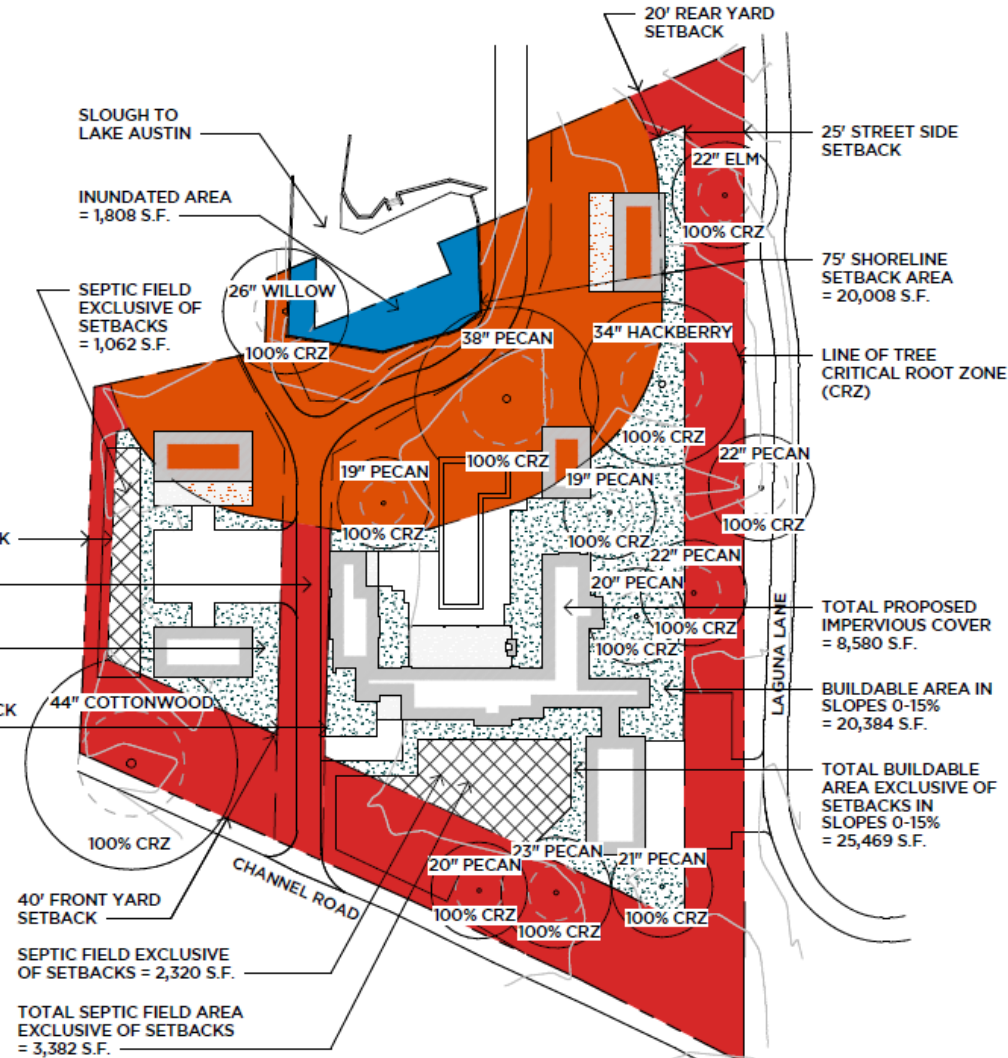 20' REAR YARD
SETBACK
SLOUGH TO
LAKE AUSTIN
25' STREET SIDE
SETBACK
22" ELM
100% CRZ
INUNDATED AREA
= 1,808 S.F.
75' SHORELINE
SETBACK AREA
= 20,008 S.F.
SEPTIC FIELD
EXCLUSIVE OF
SETBACKS
= 1,062 S.F.
26" WILLOW
100% CRZ
38" PECAN
100% CRZ
34" HACKBERRY
100% CRZ
LINE OF TREE
CRITICAL ROOT ZONE
(CRZ)
19" PECAN
100% CRZ
19" PECAN
100% CRZ
22" PECAN
100% CRZ
K
22" PECAN
100% CRZ
20" PECAN
100% CRZ
LAGUNA LANE
TOTAL PROPOSED
IMPERVIOUS COVER
= 8,580 S.F.
BUILDABLE AREA IN
SLOPES 0-15%
= 20,384 S.F.
CK
44" COTTONWOOD
100% CRZ
TOTAL BUILDABLE
AREA EXCLUSIVE OF
SETBACKS IN
SLOPES 0-15%
= 25,469 S.F.
CHANNEL ROAD
20" PECAN
100% CRZ
23" PECAN
100% CRZ
21" PECAN
100% CRZ
40' FRONT YARD
SETBACK
SEPTIC FIELD EXCLUSIVE
OF SETBACKS = 2,320 S.F.
TOTAL SEPTIC FIELD AREA
EXCLUSIVE OF SETBACKS
= 3,382 S.F.